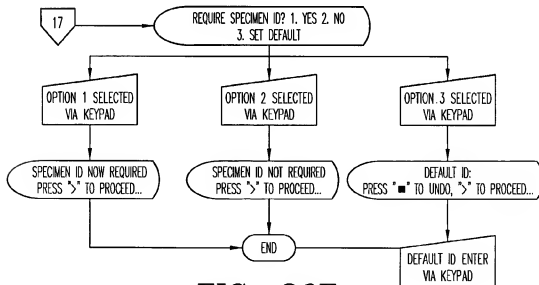 17
REQUIRE SPECIMEN ID? 1. YES 2. NO
3. SET DEFAULT
OPTION 1 SELECTED
VIA KEYPAD
OPTION 2 SELECTED
VIA KEYPAD
OPTION 3 SELECTED
VIA KEYPAD
SPECIMEN ID NOW REQUIRED
PRESS ">" TO PROCEED...
SPECIMEN ID NOT REQUIRED
PRESS ">" TO PROCEED...
DEFAULT ID:
PRESS "■" TO UNDO, ">" TO PROCEED...
END
DEFAULT ID ENTER
VIA KEYPAD